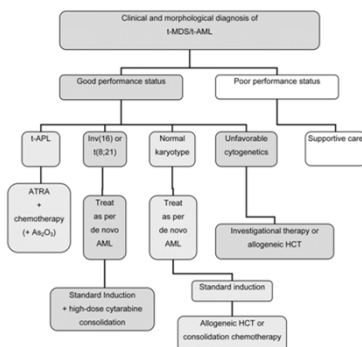 Clinical and morphological diagnosis of
t-MDS/t-AML
Good performance status
Poor performance status
t-APL
Inv(16) or
t(8;21)
Normal
karyotype
Unfavorable
cytogenetics
Supportive care
ATRA
+
chemotherapy
(+ As₂O₃)
Treat
as per
de novo
AML
Treat
as per
de novo
AML
Investigational therapy or
allogeneic HCT
Standard Induction
+ high-dose cytarabine
consolidation
Standard induction
Allogeneic HCT or
consolidation chemotherapy